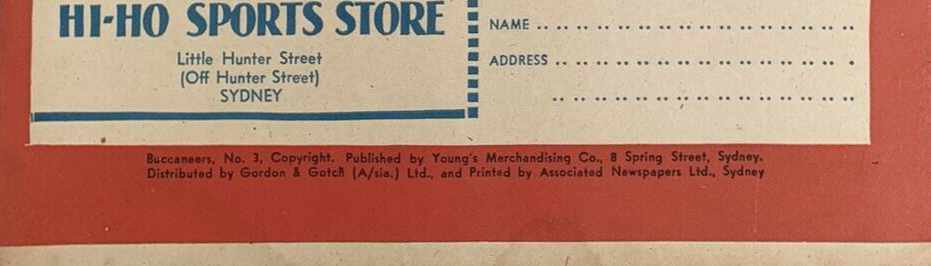 HI-HO SPORTS STORE
Little Hunter Street
(Off Hunter Street)
SYDNEY
NAME .. .. .. .. .. .. .. .. .. .. .. .. .. .. .. ..
ADDRESS .. .. .. .. .. .. .. .. .. .. .. .. .. .. .
.. .. .. .. .. .. .. .. .. .. .. .. .. .. ..
Buccaneers, No. 3, Copyright. Published by Young's Merchandising Co., 8 Spring Street, Sydney.
Distributed by Gordon & Gotch (A/sia.) Ltd., and Printed by Associated Newspapers Ltd., Sydney